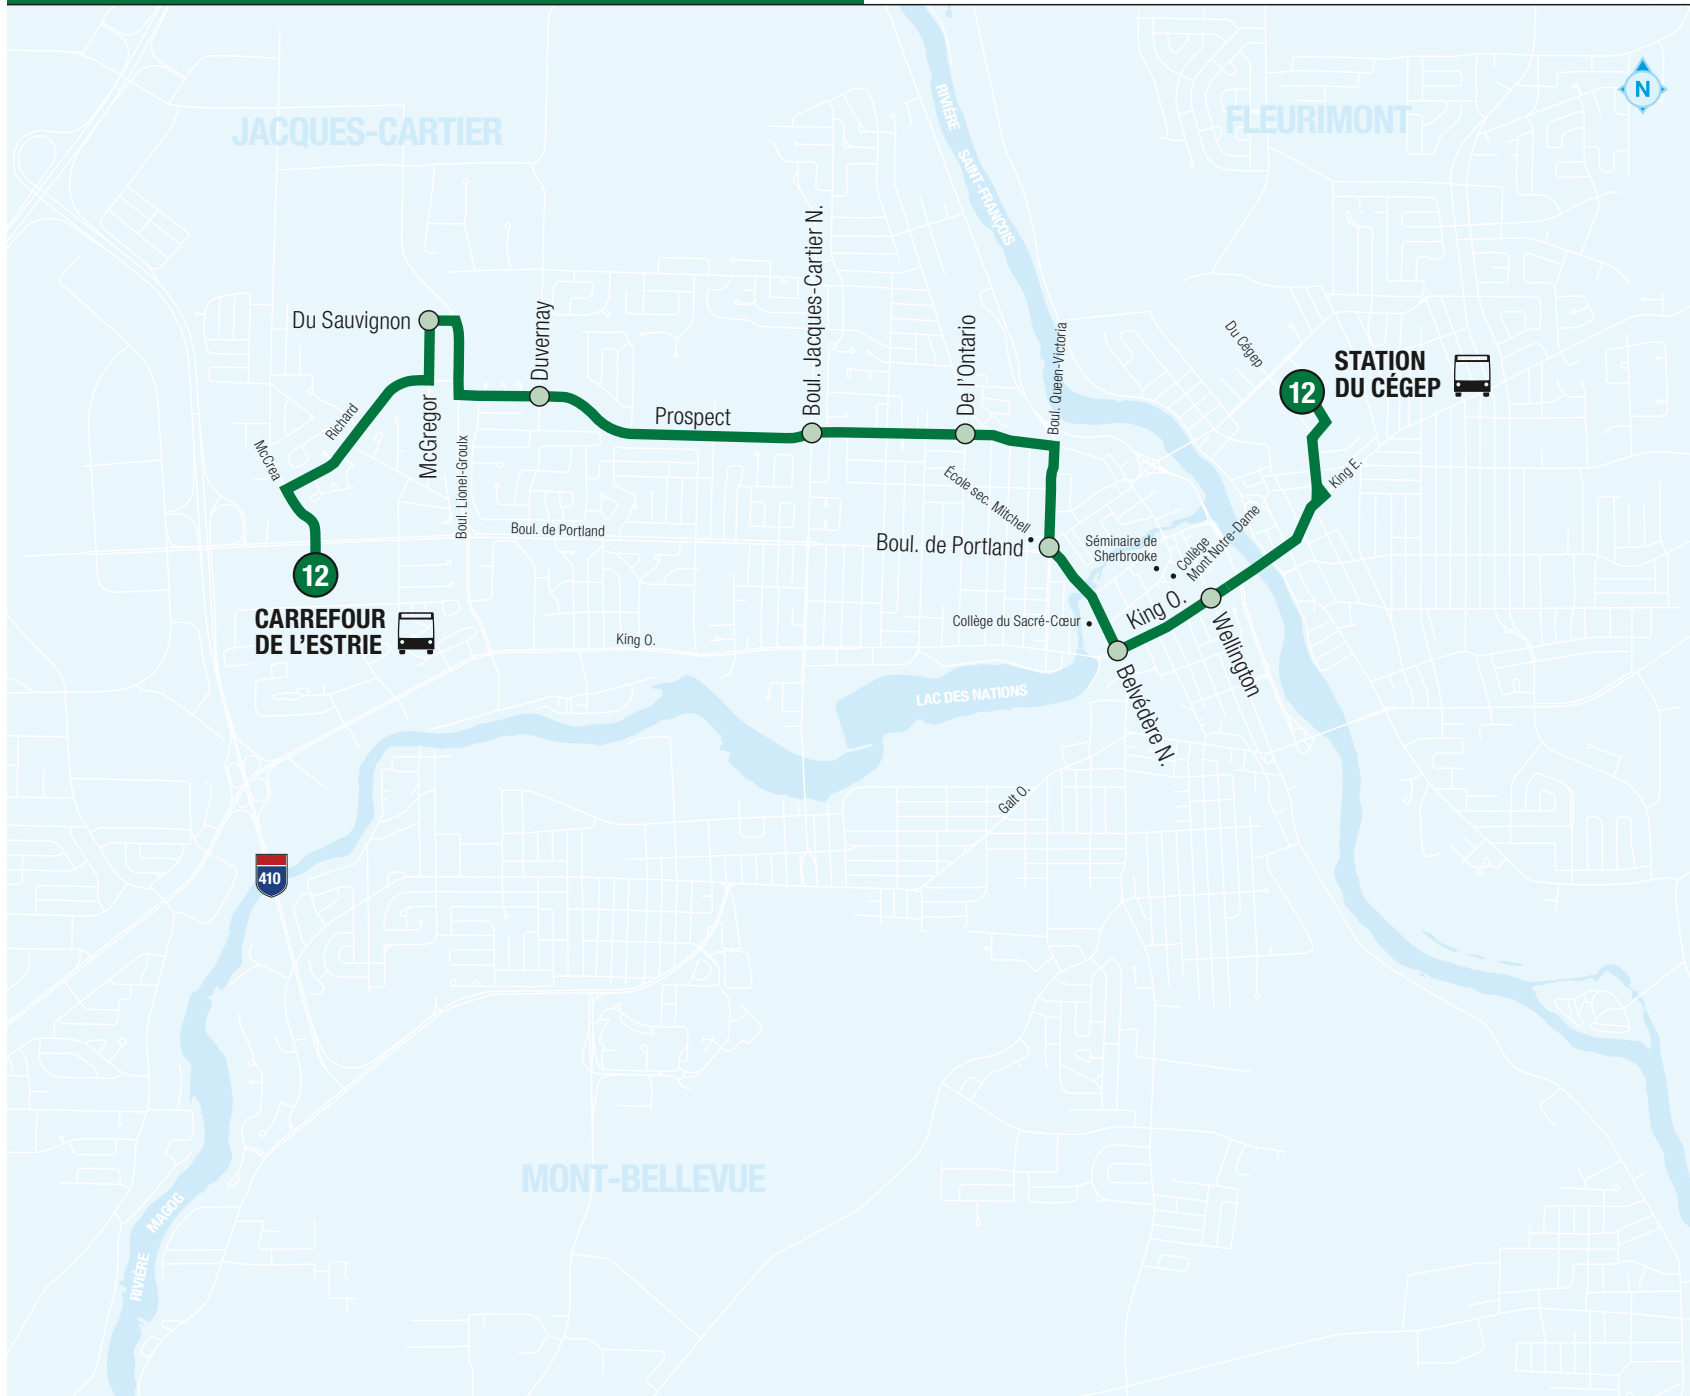 JACQUES-CARTIER
FLEURIMONT
N
RIVIÈRE SAINT-FRANÇOIS
Du Sauvignon
Duvernay
Boul. Jacques-Cartier N.
De l'Ontario
Boul. Queen-Victoria
Du Cégep
12
STATION
DU CÉGEP
Prospect
Richard
McGregor
McCrea
Boul. Lionel-Groulx
Boul. de Portland
École sec. Mitchell
Boul. de Portland
Séminaire de
Sherbrooke
Collège
Mont Notre-Dame
King E.
12
CARREFOUR
DE L'ESTRIE
King O.
Collège du Sacré-Cœur
King O.
Wellington
Belvédère N.
LAC DES NATIONS
Galt O.
410
MONT-BELLEVUE
RIVIÈRE MAGOG